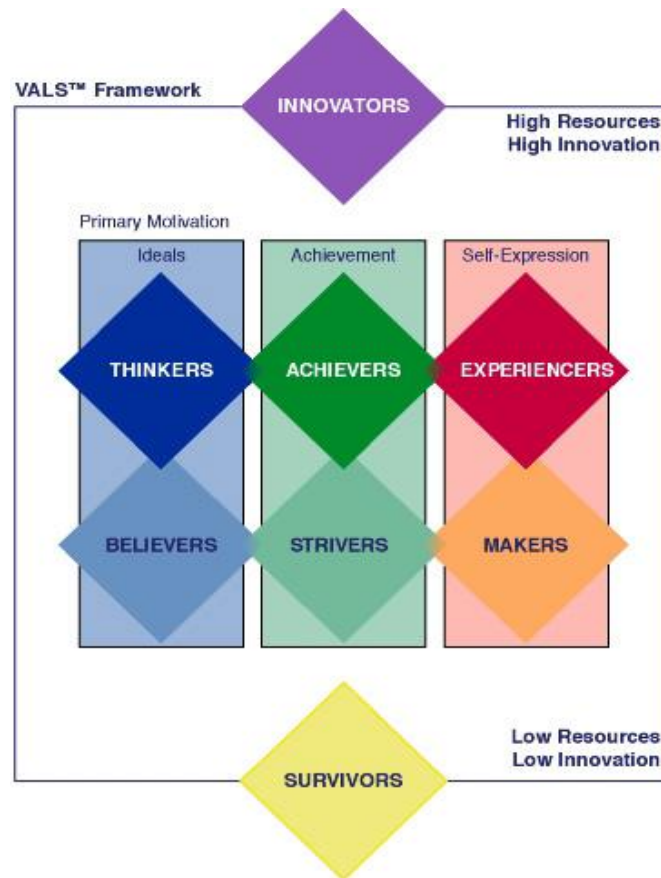 VALS™ Framework
INNOVATORS
High Resources
High Innovation
Primary Motivation
Ideals
Achievement
Self-Expression
THINKERS
ACHIEVERS
EXPERIENCERS
BELIEVERS
STRIVERS
MAKERS
Low Resources
Low Innovation
SURVIVORS